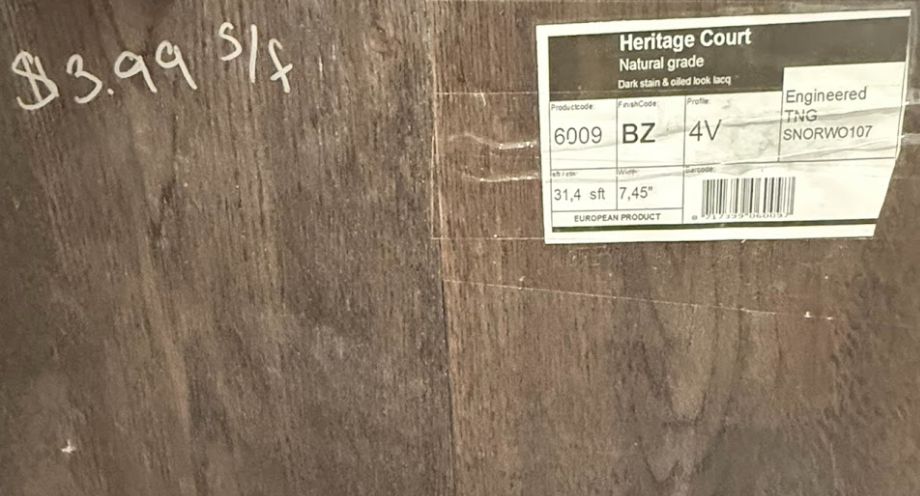 $3.99 s/f
Heritage Court
Natural grade
Dark stain & oiled look lacq
Productcode:
FinishCode:
Profile:
Engineered
TNG
SNORWO107
6009
BZ
4V
Width:
Barcode:
31,4 sft
7,45"
EUROPEAN PRODUCT